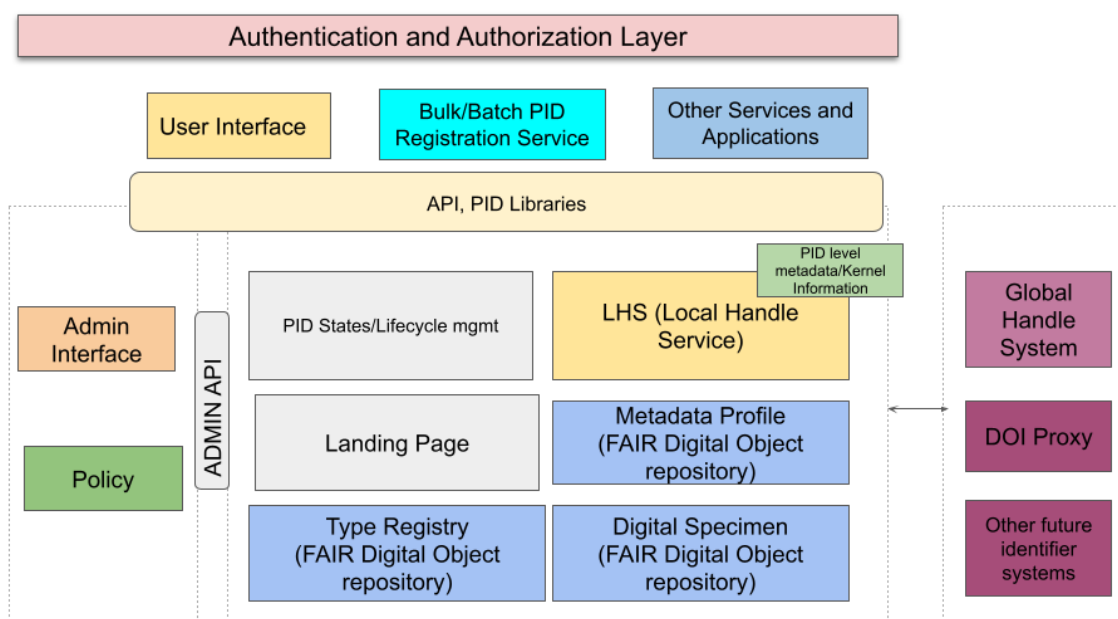 Authentication and Authorization Layer
User Interface
Bulk/Batch PID
Registration Service
Other Services and
Applications
API, PID Libraries
PID level
metadata/Kernel
Information
Admin
Interface
Policy
ADMIN API
PID States/Lifecycle mgmt
LHS (Local Handle
Service)
Landing Page
Metadata Profile
(FAIR Digital Object
repository)
Type Registry
(FAIR Digital Object
repository)
Digital Specimen
(FAIR Digital Object
repository)
Global
Handle
System
DOI Proxy
Other future
identifier
systems